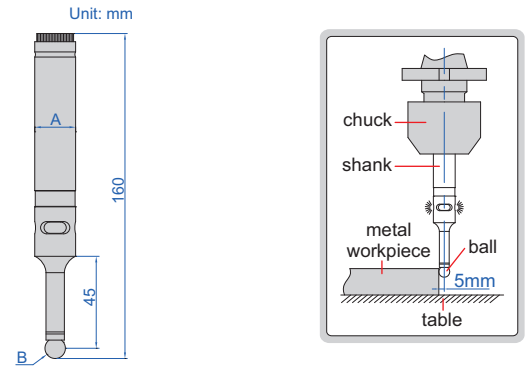 Unit: mm
A
160
45
B
chuck
shank
metal
workpiece
ball
5mm
table